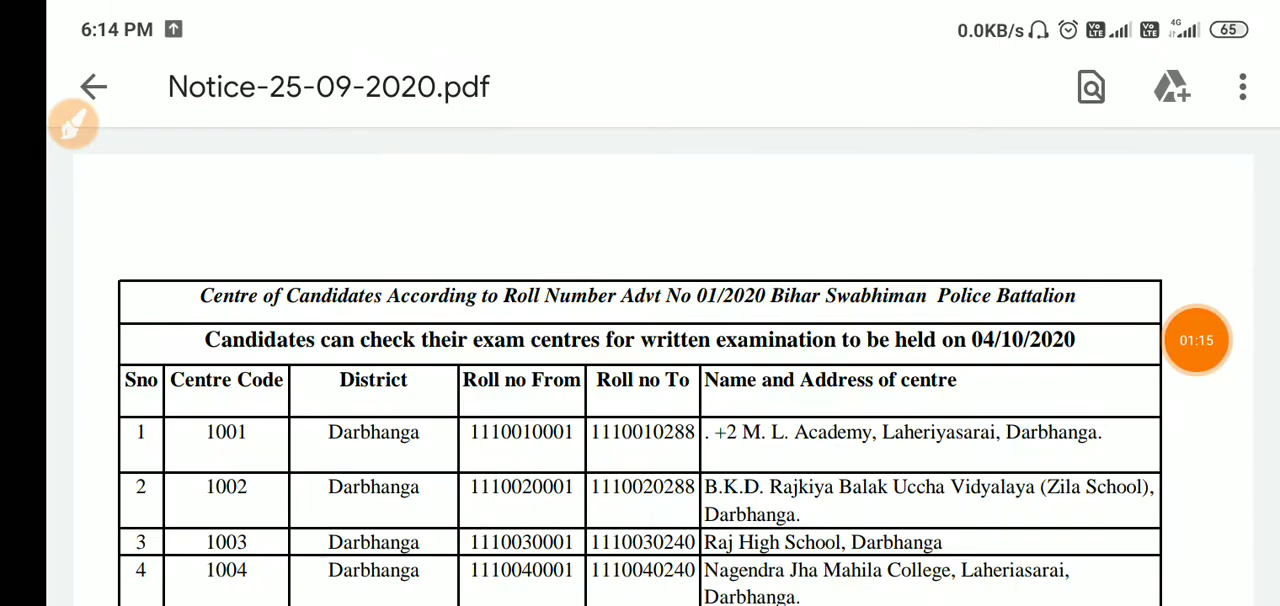 6:14 PM 0.0KB/s Vo LTE Vo LTE 4G 65
Notice-25-09-2020.pdf
Centre of Candidates According to Roll Number Advt No 01/2020 Bihar Swabhiman Police Battalion
Candidates can check their exam centres for written examination to be held on 04/10/2020
01:15
Sno Centre Code District Roll no From Roll no To Name and Address of centre
1 1001 Darbhanga 1110010001 1110010288 . +2 M. L. Academy, Laheriyasarai, Darbhanga.
2 1002 Darbhanga 1110020001 1110020288 B.K.D. Rajkiya Balak Uccha Vidyalaya (Zila School),
Darbhanga.
3 1003 Darbhanga 1110030001 1110030240 Raj High School, Darbhanga
4 1004 Darbhanga 1110040001 1110040240 Nagendra Jha Mahila College, Laheriasarai,
Darbhanga.